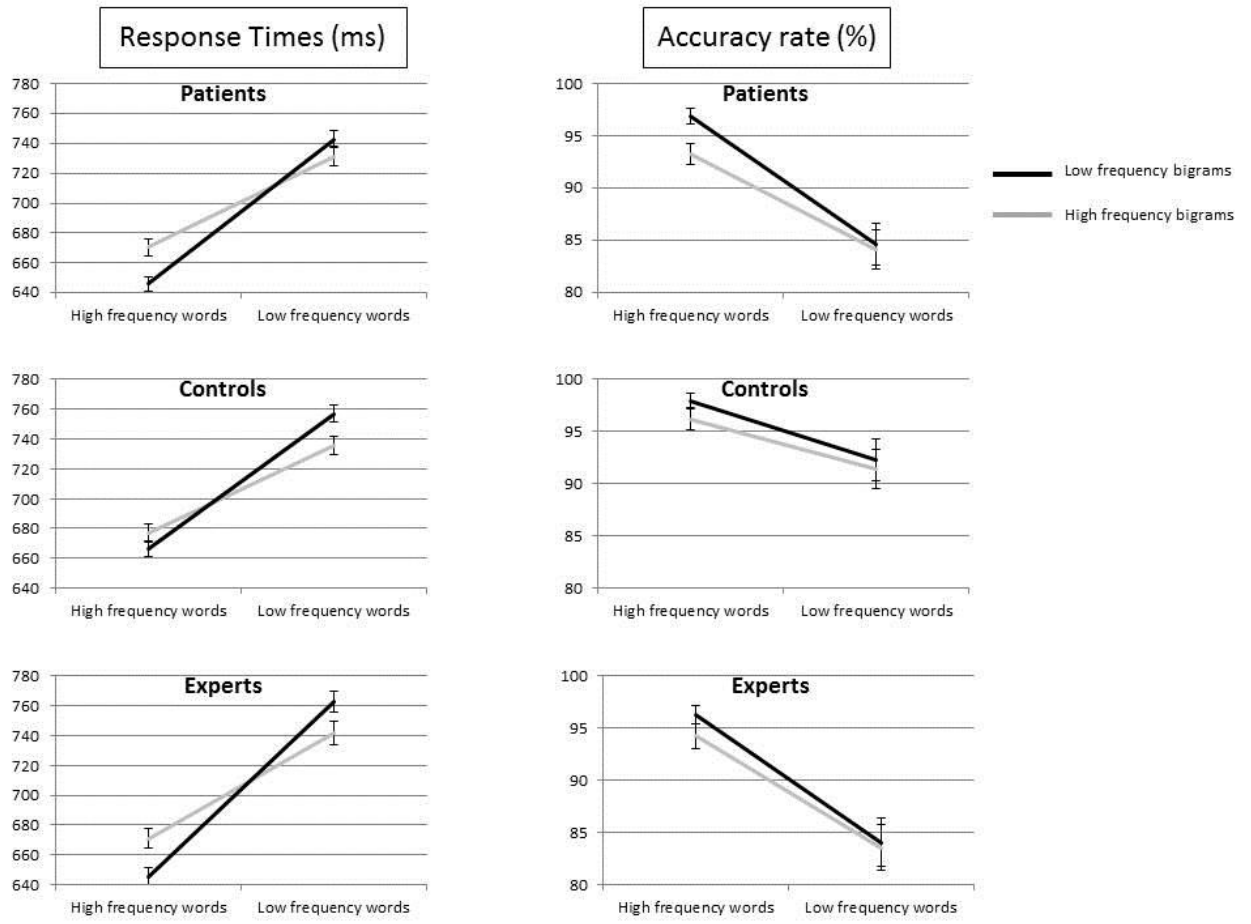 Response Times (ms)
Accuracy rate (%)
Patients
780
760
740
720
700
680
660
640
High frequency words Low frequency words
Patients
100
95
90
85
80
High frequency words Low frequency words
Low frequency bigrams
High frequency bigrams
Controls
780
760
740
720
700
680
660
640
High frequency words Low frequency words
Controls
100
95
90
85
80
High frequency words Low frequency words
Experts
780
760
740
720
700
680
660
640
High frequency words Low frequency words
Experts
100
95
90
85
80
High frequency words Low frequency words